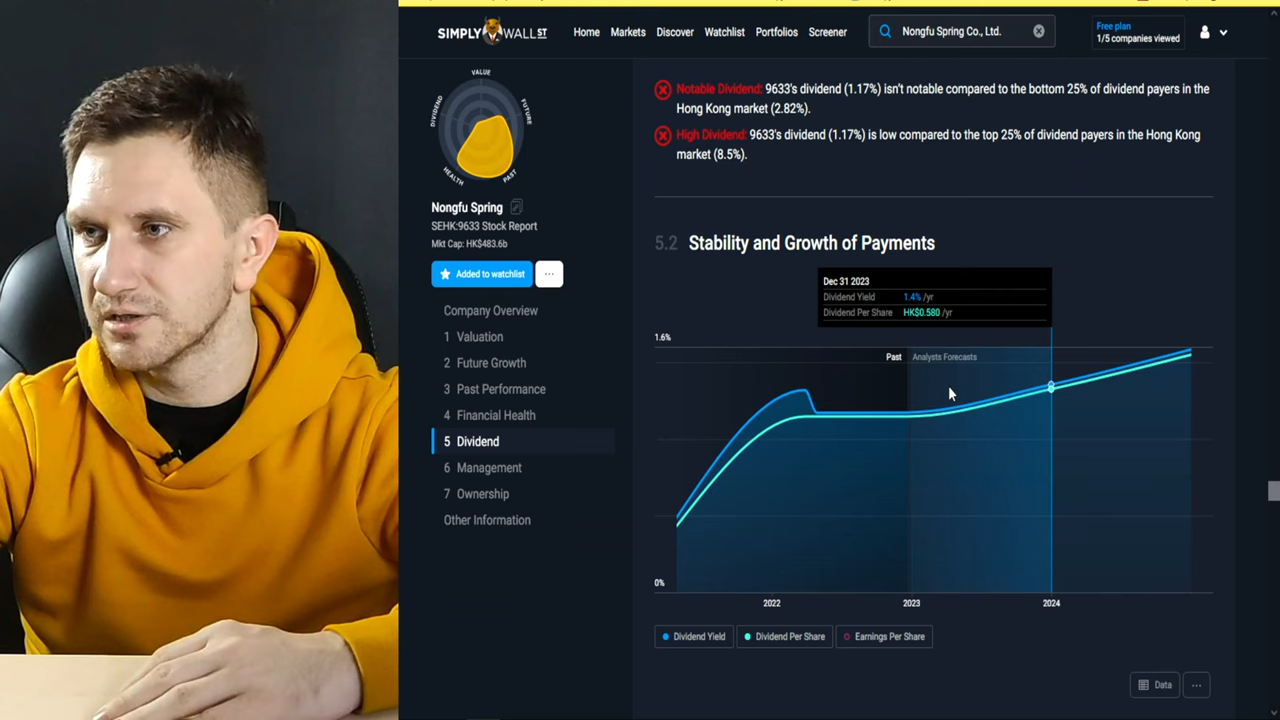 SIMPLY WALL ST
Home Markets Discover Watchlist Portfolios Screener
Nongfu Spring Co., Ltd.
Free plan
1/5 companies viewed
VALUE
FUTURE
PAST
HEALTH
DIVIDEND
Nongfu Spring
SEHK:9633 Stock Report
Mkt Cap: HK$483.6b
Added to watchlist
...
Company Overview
1 Valuation
2 Future Growth
3 Past Performance
4 Financial Health
5 Dividend
6 Management
7 Ownership
Other Information
Notable Dividend: 9633's dividend (1.17%) isn't notable compared to the bottom 25% of dividend payers in the
Hong Kong market (2.82%).
High Dividend: 9633's dividend (1.17%) is low compared to the top 25% of dividend payers in the Hong Kong
market (8.5%).
5.2 Stability and Growth of Payments
Dec 31 2023
Dividend Yield 1.4% /yr
Dividend Per Share HK$0.580 /yr
1.6%
Past Analysts Forecasts
0%
2022 2023 2024
Dividend Yield Dividend Per Share Earnings Per Share
Data ...